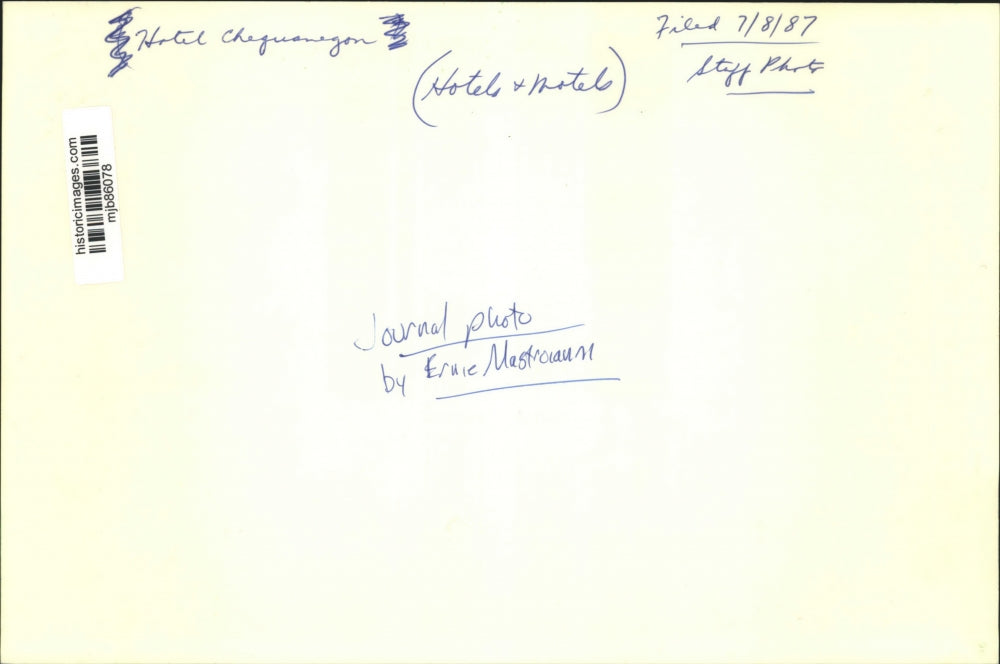 Hotel Chequamegon
Filed 7/8/87
(Hotels + Motels)
Staff Photo
historicimages.com
mjb86078
Journal photo
by Ernie Mastroianni